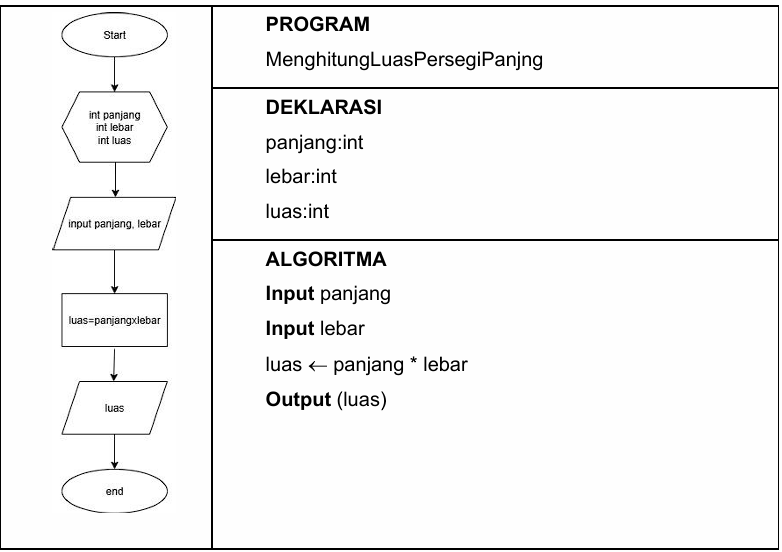 Start
int panjang
int lebar
int luas
input panjang, lebar
luas=panjangxlebar
luas
end
PROGRAM
MenghitungLuasPersegiPanjng
DEKLARASI
panjang:int
lebar:int
luas:int
ALGORITMA
Input panjang
Input lebar
luas ← panjang * lebar
Output (luas)